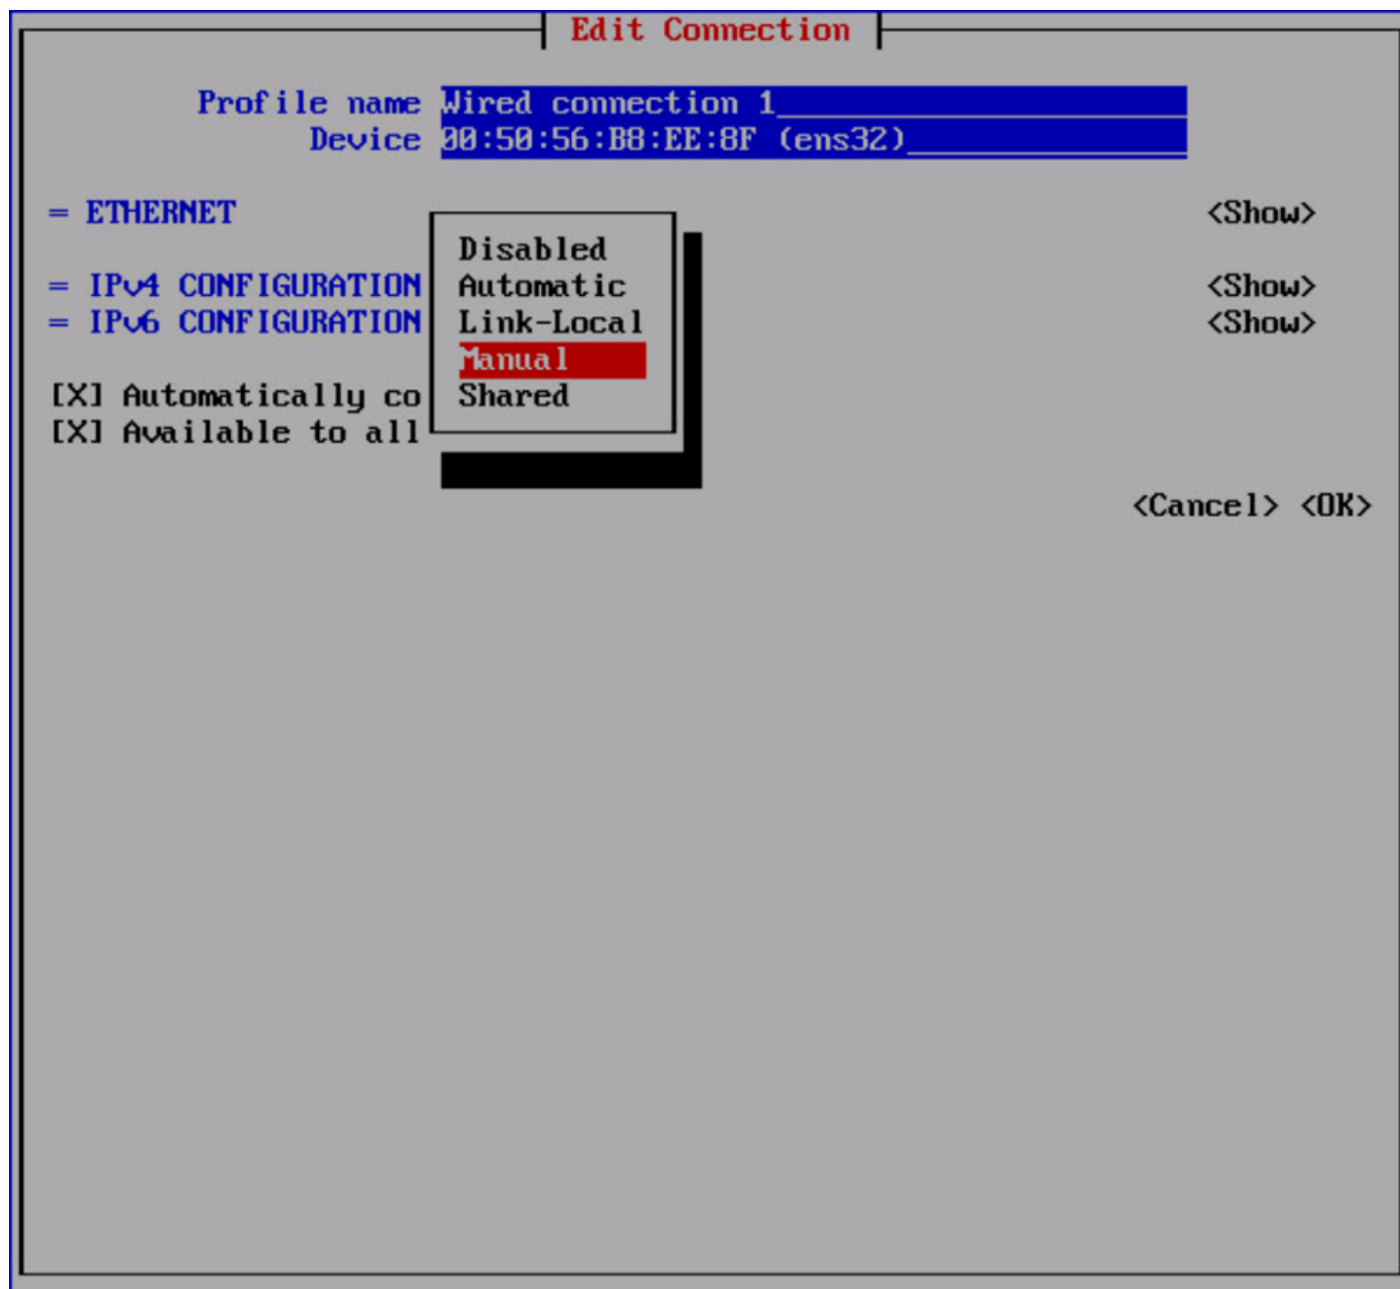 Edit Connection
Profile name Wired connection 1
Device 00:50:56:B8:EE:8F (ens32)
= ETHERNET <Show>
Disabled
= IPv4 CONFIGURATION Automatic <Show>
= IPv6 CONFIGURATION Link-Local <Show>
Manual
[X] Automatically co Shared
[X] Available to all
<Cancel> <OK>